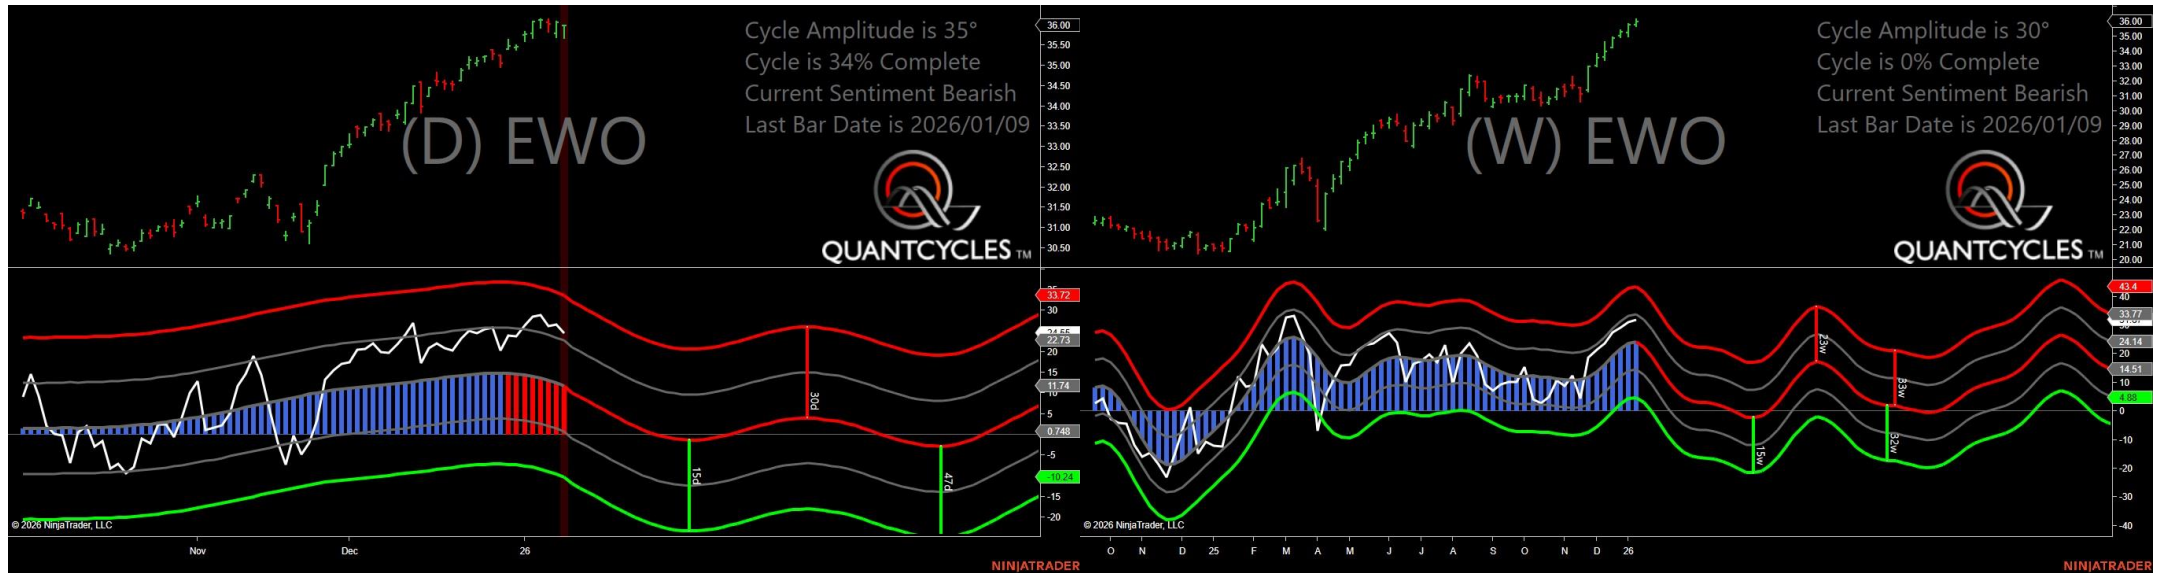 Cycle Amplitude is 35°
Cycle is 34% Complete
Current Sentiment Bearish
Last Bar Date is 2026/01/09
(D) EWO
QUANTCYCLES TM
36.00
35.50
35.00
34.50
34.00
33.50
33.00
32.50
32.00
31.50
31.00
30.50
33.72
30
22.73
20
15
11.74
10
5
0.748
-5
-10.24
-15
-20
30d
15d
47d
© 2026 NinjaTrader, LLC
Nov Dec 26
NINJATRADER
Cycle Amplitude is 30°
Cycle is 0% Complete
Current Sentiment Bearish
Last Bar Date is 2026/01/09
(W) EWO
QUANTCYCLES TM
36.00
35.00
34.00
33.00
32.00
31.00
30.00
29.00
28.00
27.00
26.00
25.00
24.00
23.00
22.00
21.00
20.00
43.4
40
33.77
24.14
20
14.51
10
4.88
0
-10
-20
-30
-40
23w
33w
15w
32w
© 2026 NinjaTrader, LLC
O N D 25 F M A M J J A S O N D 26
NINJATRADER